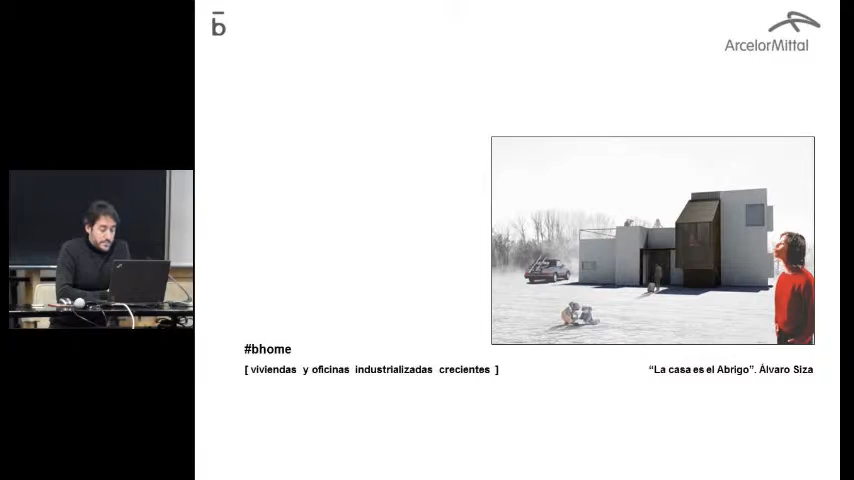 b
ArcelorMittal
#bhome
[ viviendas y oficinas industrializadas crecientes ]
“La casa es el Abrigo”. Álvaro Siza